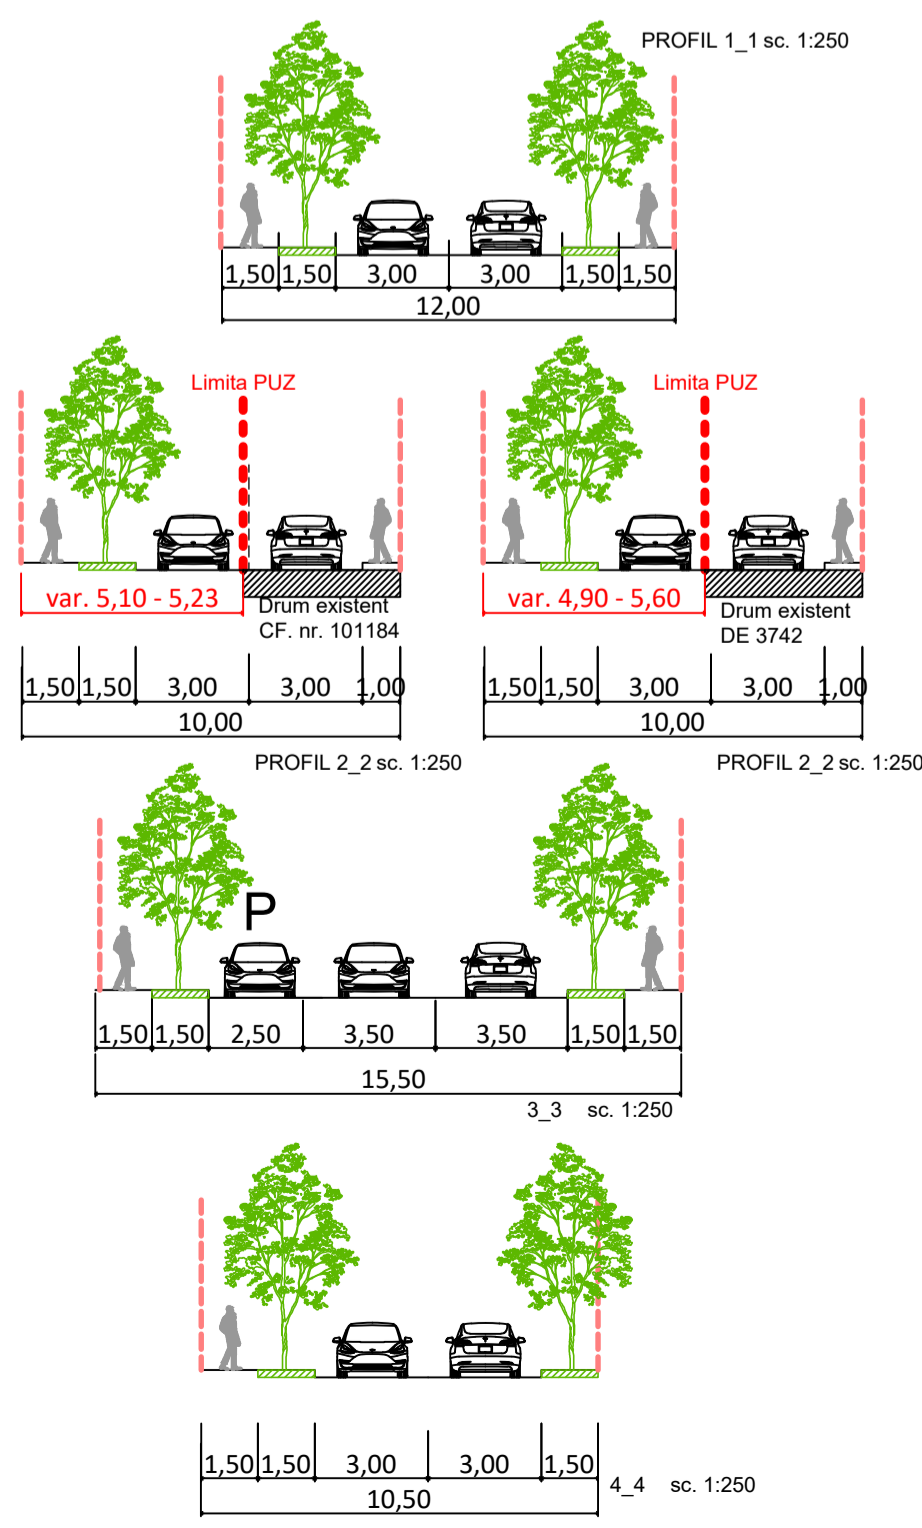 PROFIL 1_1 sc. 1:250
1,50 1,50 3,00 3,00 1,50 1,50
12,00
Limita PUZ
var. 5,10 - 5,23
Drum existent
CF. nr. 101184
1,50 1,50 3,00 3,00 1,00
10,00
PROFIL 2_2 sc. 1:250
Limita PUZ
var. 4,90 - 5,60
Drum existent
DE 3742
1,50 1,50 3,00 3,00 1,00
10,00
PROFIL 2_2 sc. 1:250
P
1,50 1,50 2,50 3,50 3,50 1,50 1,50
15,50
3_3 sc. 1:250
1,50 1,50 3,00 3,00 1,50
10,50
4_4 sc. 1:250